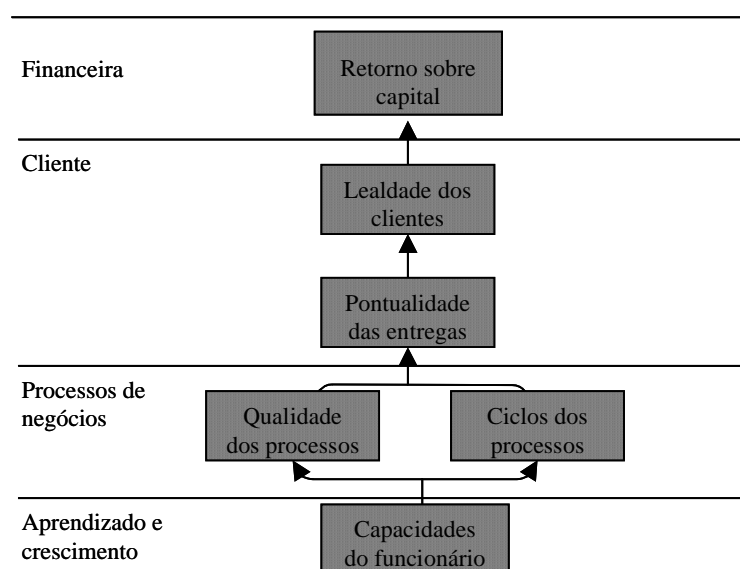 Financeira
Retorno sobre
capital
Cliente
Lealdade dos
clientes
Pontualidade
das entregas
Processos de
negócios
Qualidade
dos processos
Ciclos dos
processos
Aprendizado e
crescimento
Capacidades
do funcionário